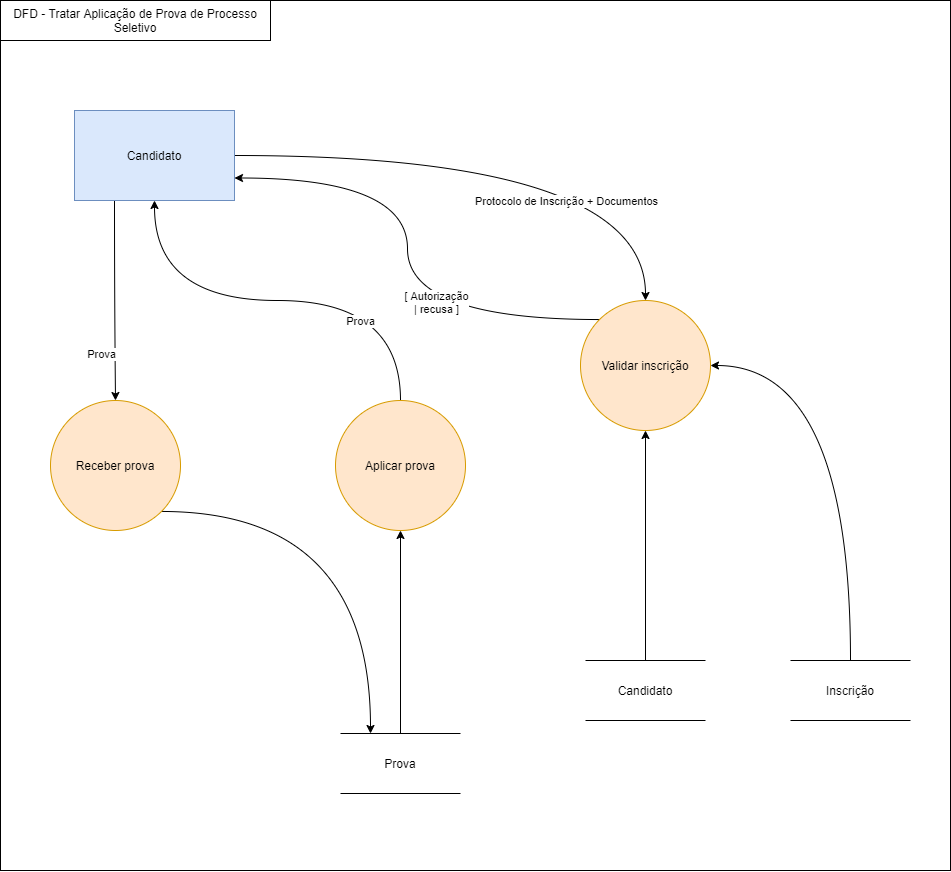 DFD - Tratar Aplicação de Prova de Processo
Seletivo
Candidato
Protocolo de Inscrição + Documentos
[ Autorização
| recusa ]
Prova
Prova
Validar inscrição
Receber prova
Aplicar prova
Candidato
Inscrição
Prova